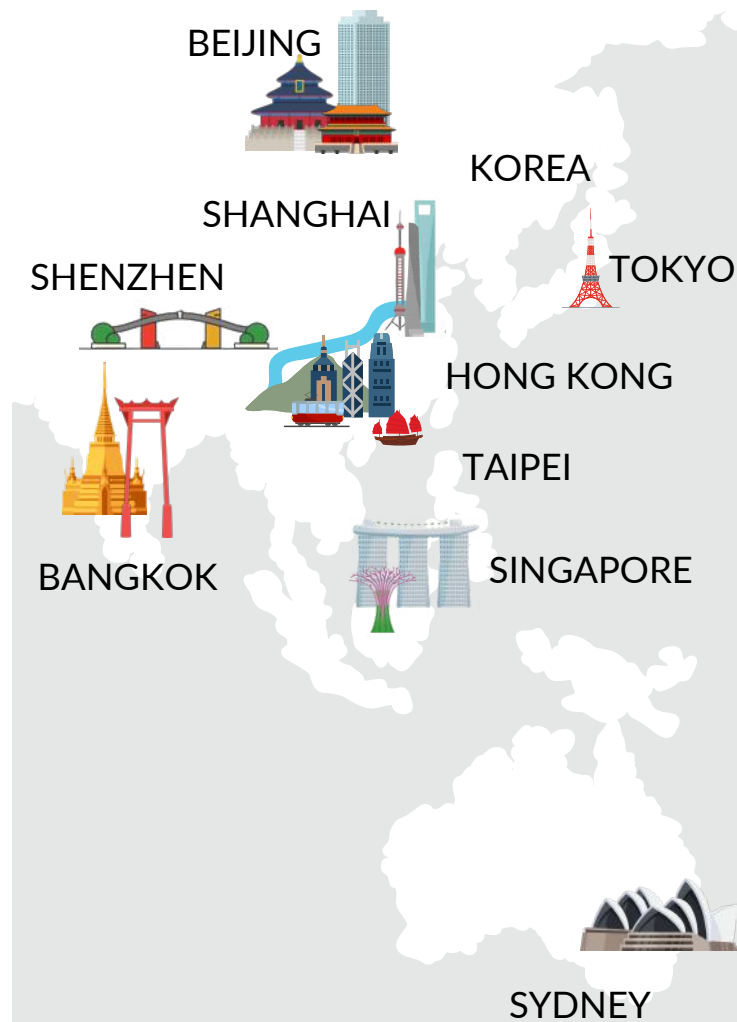 BEIJING
KOREA
SHANGHAI
TOKYO
SHENZHEN
HONG KONG
TAIPEI
SINGAPORE
BANGKOK
SYDNEY